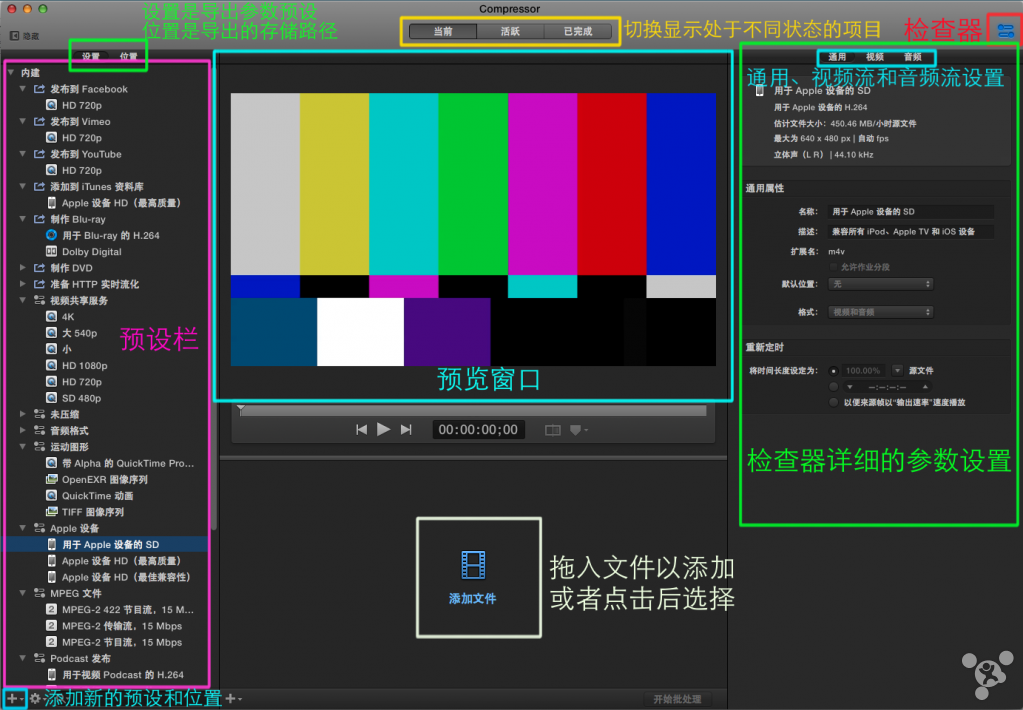 Compressor
设置是导出参数预设
位置是导出的存储路径
隐藏
当前 活跃 已完成
切换显示处于不同状态的项目
检查器
设置 位置
通用 视频 音频
通用、视频流和音频流设置
内建
发布到 Facebook
HD 720p
发布到 Vimeo
HD 720p
发布到 YouTube
HD 720p
添加到 iTunes 资料库
Apple 设备 HD（最高质量）
制作 Blu-ray
用于 Blu-ray 的 H.264
Dolby Digital
制作 DVD
准备 HTTP 实时流化
视频共享服务
4K
大 540p
小
HD 1080p
HD 720p
SD 480p
未压缩
音频格式
运动图形
带 Alpha 的 QuickTime Pro...
OpenEXR 图像序列
QuickTime 动画
TIFF 图像序列
Apple 设备
用于 Apple 设备的 SD
Apple 设备 HD（最高质量）
Apple 设备 HD（最佳兼容性）
MPEG 文件
MPEG-2 422 节目流，15 M...
MPEG-2 传输流，15 Mbps
MPEG-2 节目流，15 Mbps
Podcast 发布
用于视频 Podcast 的 H.264
预设栏
添加新的预设和位置
预览窗口
00:00:00;00
添加文件
拖入文件以添加
或者点击后选择
开始批处理
用于 Apple 设备的 SD
用于 Apple 设备的 H.264
估计文件大小：450.46 MB/小时源文件
最大为 640 x 480 px | 自动 fps
立体声（L R）| 44.10 kHz
通用属性
名称： 用于 Apple 设备的 SD
描述： 兼容所有 iPod、Apple TV 和 iOS 设备
扩展名： m4v
允许作业分段
默认位置： 无
格式： 视频和音频
重新定时
将时间长度设定为： 100.00% 源文件
--:--:--;--
以便来源帧以“输出速率”速度播放
检查器详细的参数设置